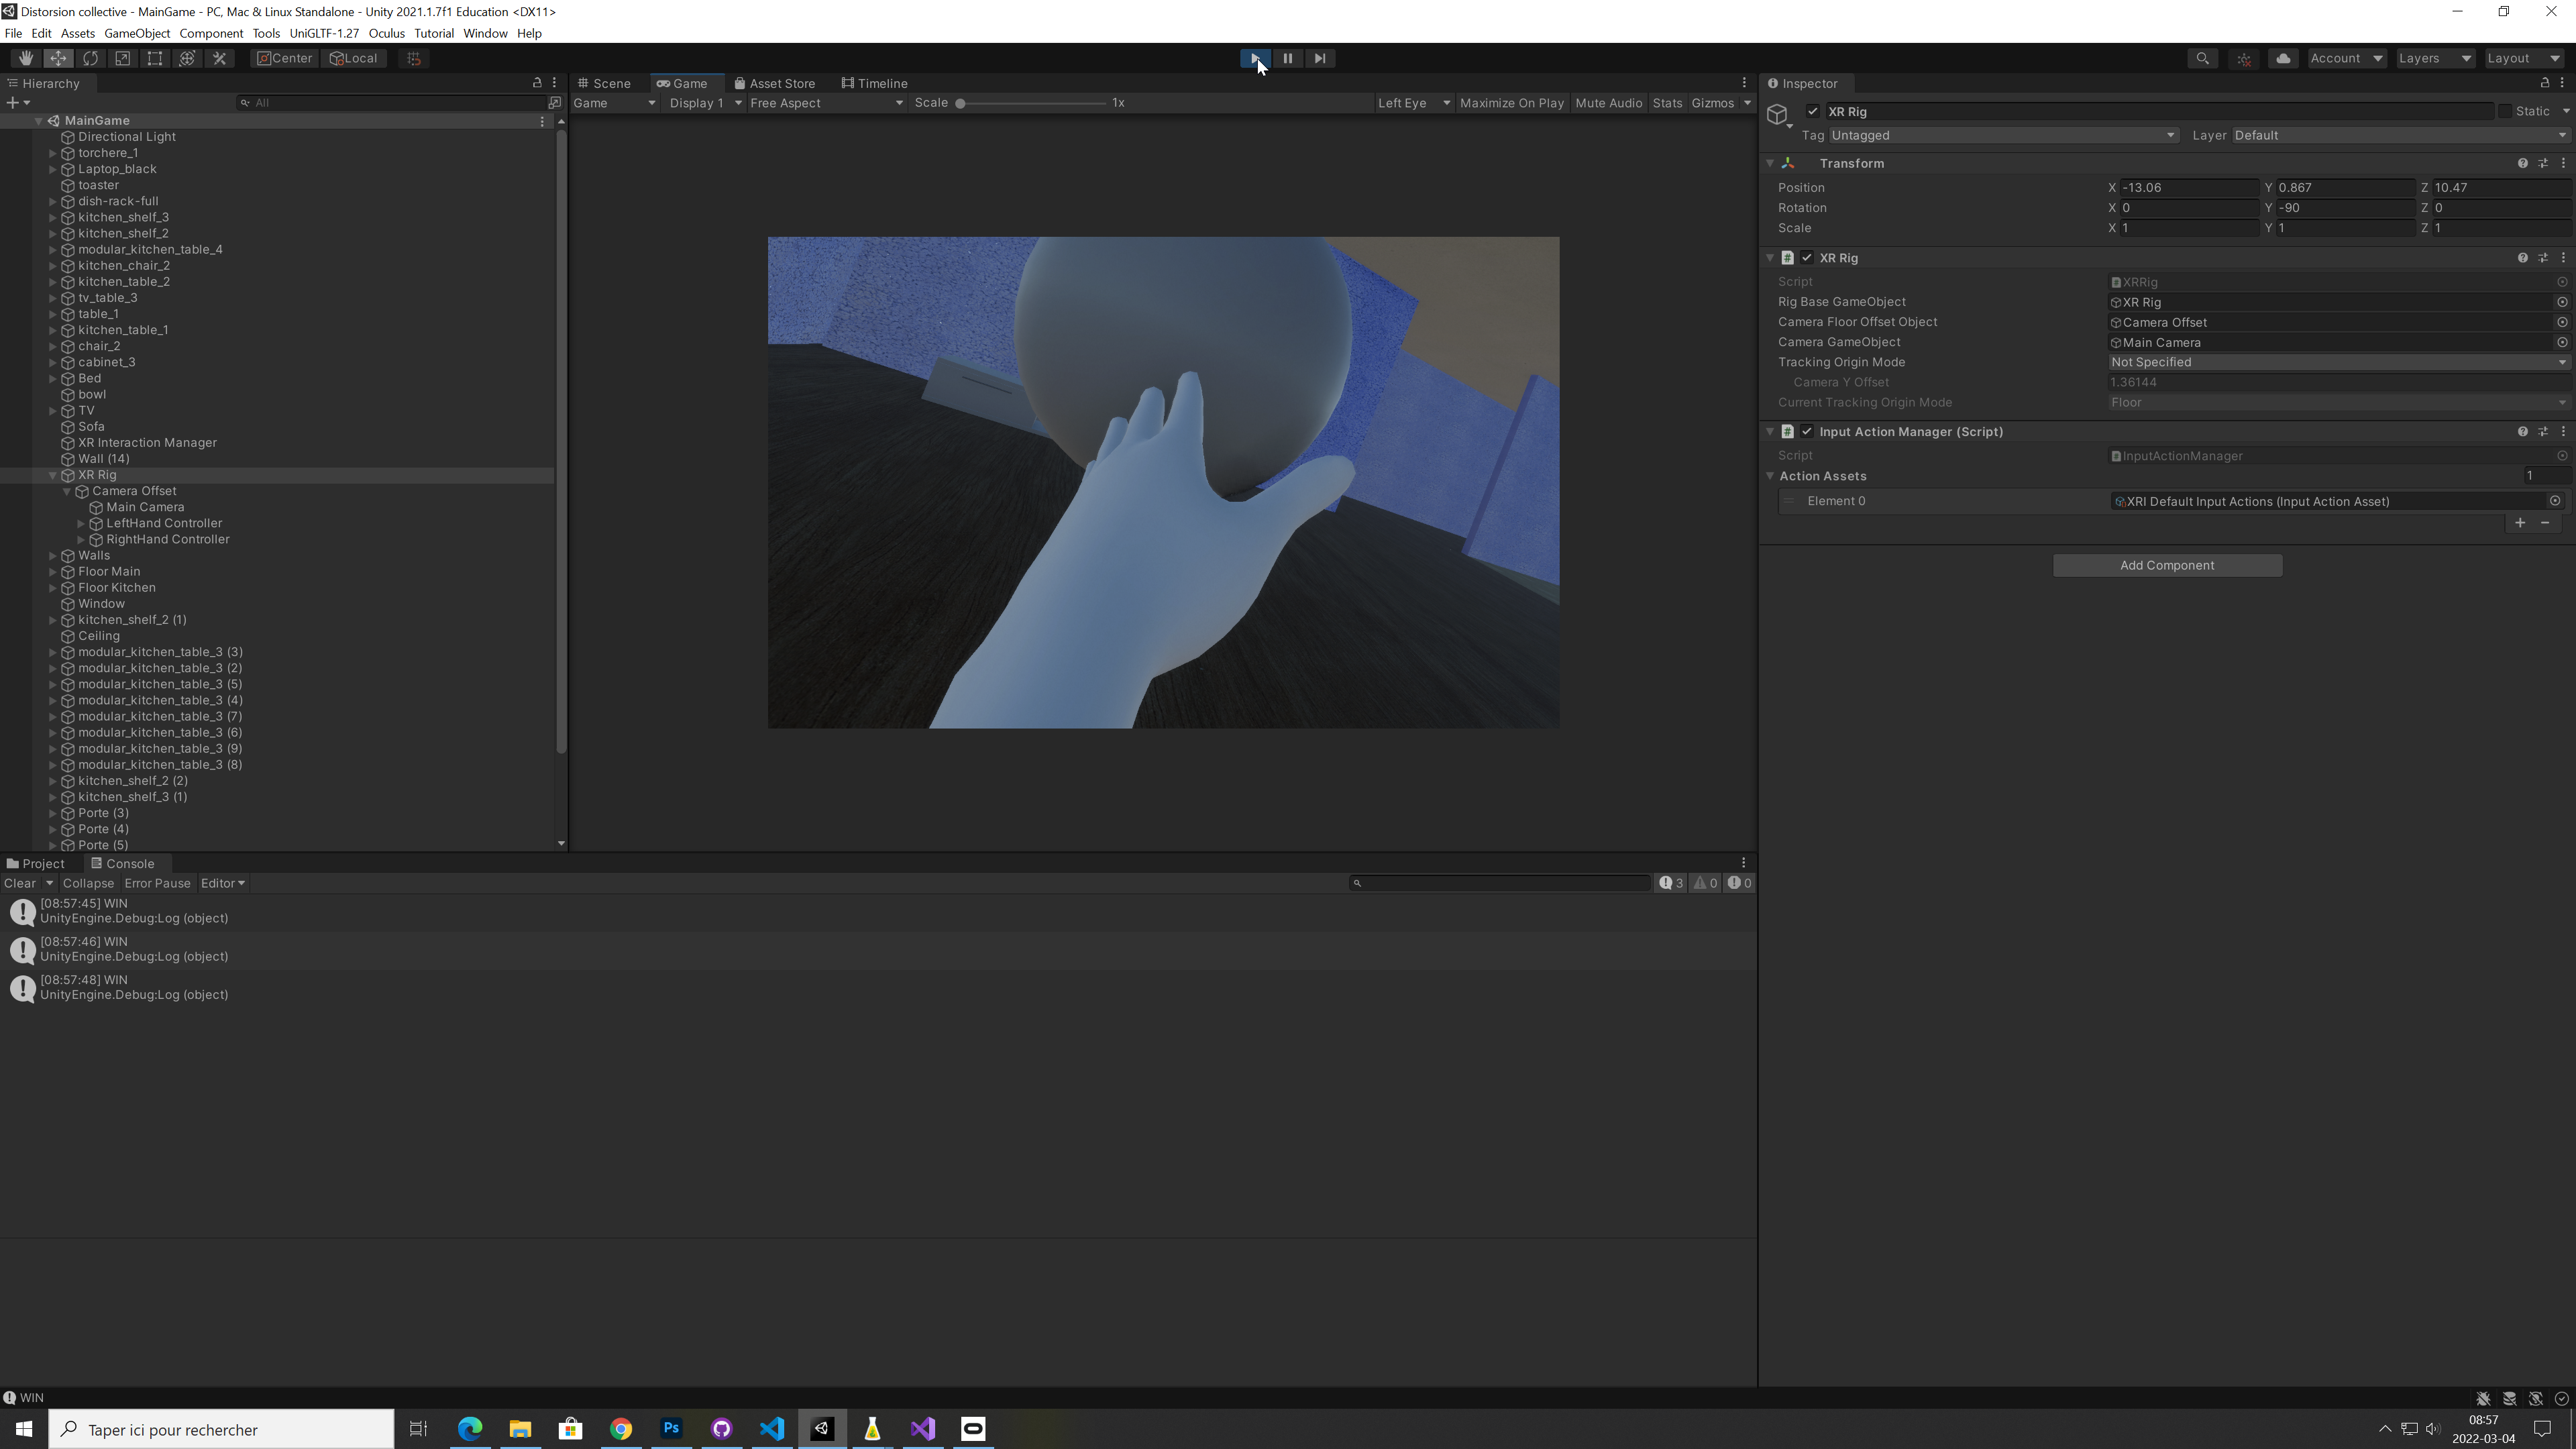 Distorsion collective - MainGame - PC, Mac & Linux Standalone - Unity 2021.1.7f1 Education <DX11>
File Edit Assets GameObject Component Tools UniGLTF-1.27 Oculus Tutorial Window Help
Center Local Account Layers Layout
Hierarchy
All
MainGame
Directional Light
torchere_1
Laptop_black
toaster
dish-rack-full
kitchen_shelf_3
kitchen_shelf_2
modular_kitchen_table_4
kitchen_chair_2
kitchen_table_2
tv_table_3
table_1
kitchen_table_1
chair_2
cabinet_3
Bed
bowl
TV
Sofa
XR Interaction Manager
Wall (14)
XR Rig
Camera Offset
Main Camera
LeftHand Controller
RightHand Controller
Walls
Floor Main
Floor Kitchen
Window
kitchen_shelf_2 (1)
Ceiling
modular_kitchen_table_3 (3)
modular_kitchen_table_3 (2)
modular_kitchen_table_3 (5)
modular_kitchen_table_3 (4)
modular_kitchen_table_3 (7)
modular_kitchen_table_3 (6)
modular_kitchen_table_3 (9)
modular_kitchen_table_3 (8)
kitchen_shelf_2 (2)
kitchen_shelf_3 (1)
Porte (3)
Porte (4)
Porte (5)
Scene Game Asset Store Timeline
Game Display 1 Free Aspect Scale 1x Left Eye Maximize On Play Mute Audio Stats Gizmos
Inspector
XR Rig Static
Tag Untagged Layer Default
Transform
Position X -13.06 Y 0.867 Z 10.47
Rotation X 0 Y -90 Z 0
Scale X 1 Y 1 Z 1
XR Rig
Script XRRig
Rig Base GameObject XR Rig
Camera Floor Offset Object Camera Offset
Camera GameObject Main Camera
Tracking Origin Mode Not Specified
Camera Y Offset 1.36144
Current Tracking Origin Mode Floor
Input Action Manager (Script)
Script InputActionManager
Action Assets 1
Element 0 XRI Default Input Actions (Input Action Asset)
Add Component
Project Console
Clear Collapse Error Pause Editor 3 0 0
[08:57:45] WIN
UnityEngine.Debug:Log (object)
[08:57:46] WIN
UnityEngine.Debug:Log (object)
[08:57:48] WIN
UnityEngine.Debug:Log (object)
WIN
Taper ici pour rechercher
Ps
08:57
2022-03-04